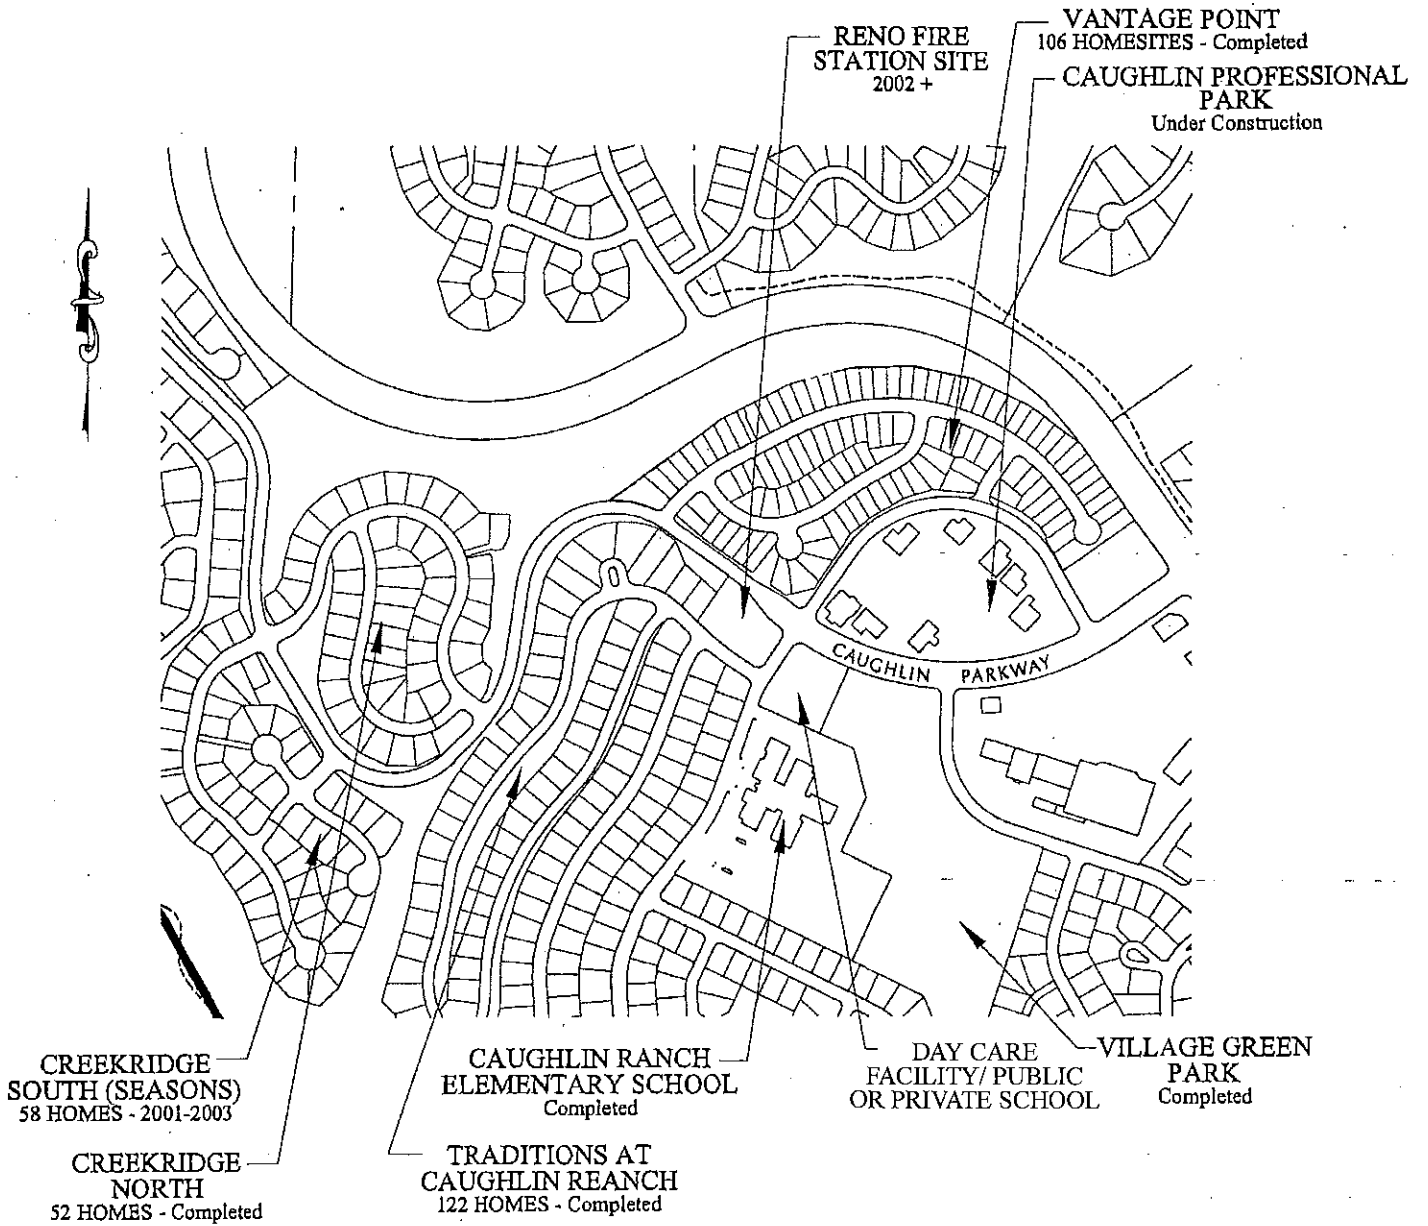 RENO FIRE
STATION SITE
2002 +
VANTAGE POINT
106 HOMESITES - Completed
CAUGHLIN PROFESSIONAL
PARK
Under Construction
CAUGHLIN PARKWAY
CREEKRIDGE
SOUTH (SEASONS)
58 HOMES - 2001-2003
CREEKRIDGE
NORTH
52 HOMES - Completed
CAUGHLIN RANCH
ELEMENTARY SCHOOL
Completed
TRADITIONS AT
CAUGHLIN REANCH
122 HOMES - Completed
DAY CARE
FACILITY/ PUBLIC
OR PRIVATE SCHOOL
VILLAGE GREEN
PARK
Completed